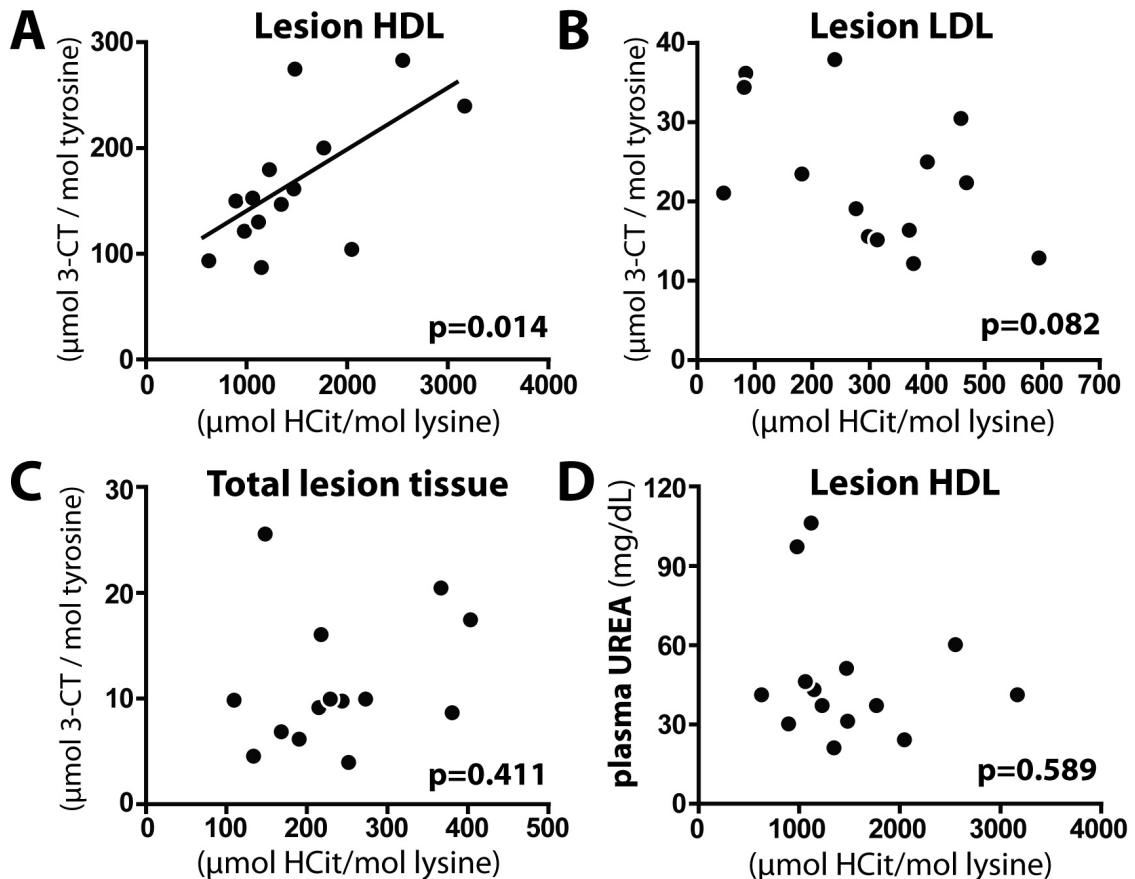 A
Lesion HDL
(µmol 3-CT / mol tyrosine)
300
200
100
0
p=0.014
0 1000 2000 3000 4000
(µmol HCit/mol lysine)
B
Lesion LDL
(µmol 3-CT / mol tyrosine)
40
30
20
10
0
p=0.082
0 100 200 300 400 500 600 700
(µmol HCit/mol lysine)
C
Total lesion tissue
(µmol 3-CT / mol tyrosine)
30
20
10
0
p=0.411
0 100 200 300 400 500
(µmol HCit/mol lysine)
D
Lesion HDL
plasma UREA (mg/dL)
120
90
60
30
0
p=0.589
0 1000 2000 3000 4000
(µmol HCit/mol lysine)